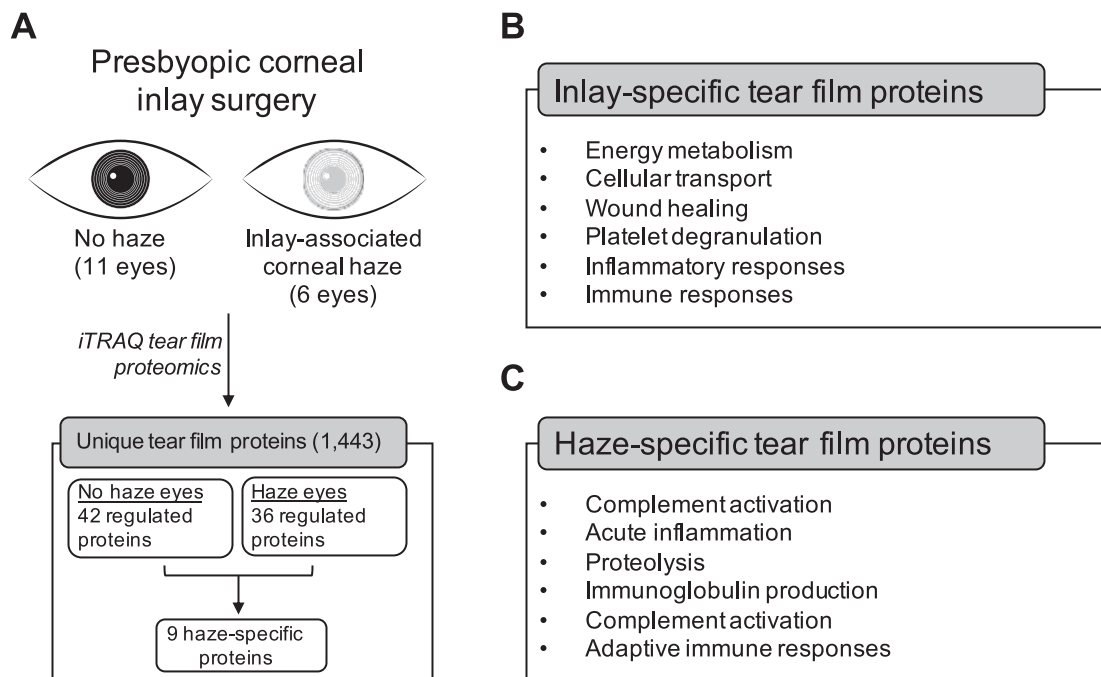 A
Presbyopic corneal
inlay surgery
No haze
(11 eyes)
Inlay-associated
corneal haze
(6 eyes)
iTRAQ tear film
proteomics
Unique tear film proteins (1,443)
No haze eyes
42 regulated
proteins
Haze eyes
36 regulated
proteins
9 haze-specific
proteins
B
Inlay-specific tear film proteins
• Energy metabolism
• Cellular transport
• Wound healing
• Platelet degranulation
• Inflammatory responses
• Immune responses
C
Haze-specific tear film proteins
• Complement activation
• Acute inflammation
• Proteolysis
• Immunoglobulin production
• Complement activation
• Adaptive immune responses